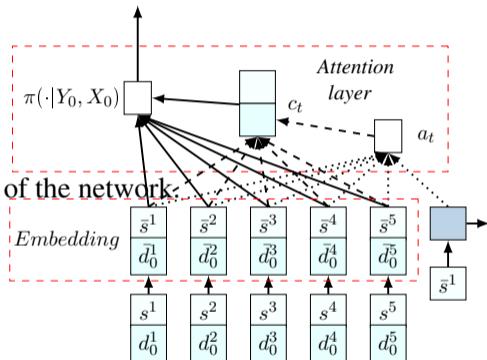 Attention
layer
π(·|Y₀, X₀)
cₜ
aₜ
of the network
Embedding
s̄¹ s̄² s̄³ s̄⁴ s̄⁵
d̄₀¹ d̄₀² d̄₀³ d̄₀⁴ d̄₀⁵
s̄¹
s¹ s² s³ s⁴ s⁵
d₀¹ d₀² d₀³ d₀⁴ d₀⁵